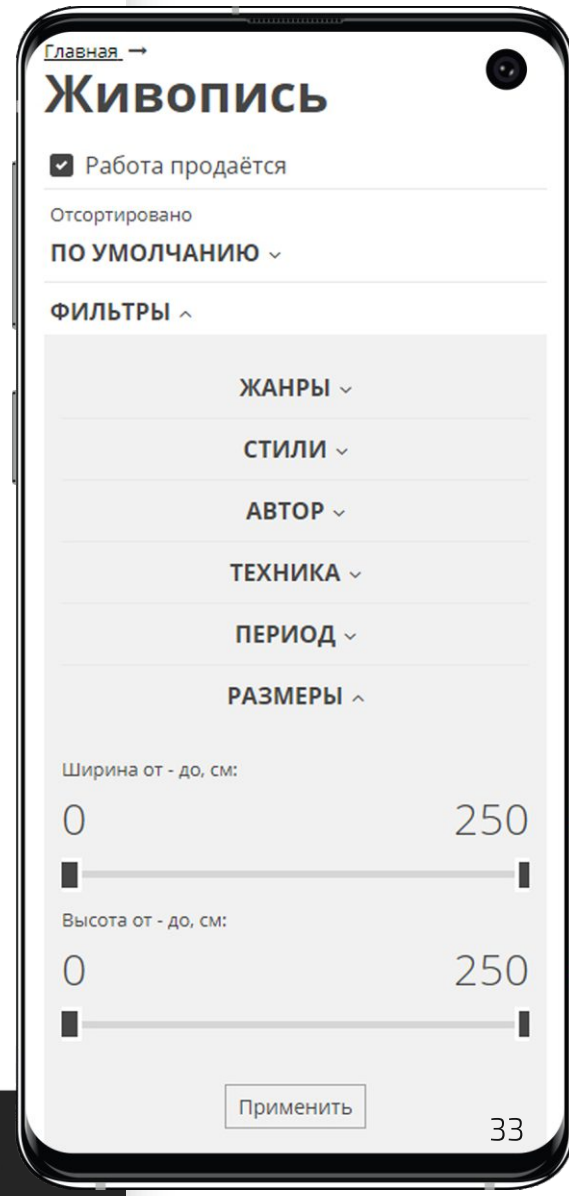 Главная →
Живопись
Работа продаётся
Отсортировано
ПО УМОЛЧАНИЮ
ФИЛЬТРЫ
ЖАНРЫ
СТИЛИ
АВТОР
ТЕХНИКА
ПЕРИОД
РАЗМЕРЫ
Ширина от - до, см:
0 250
Высота от - до, см:
0 250
Применить
33